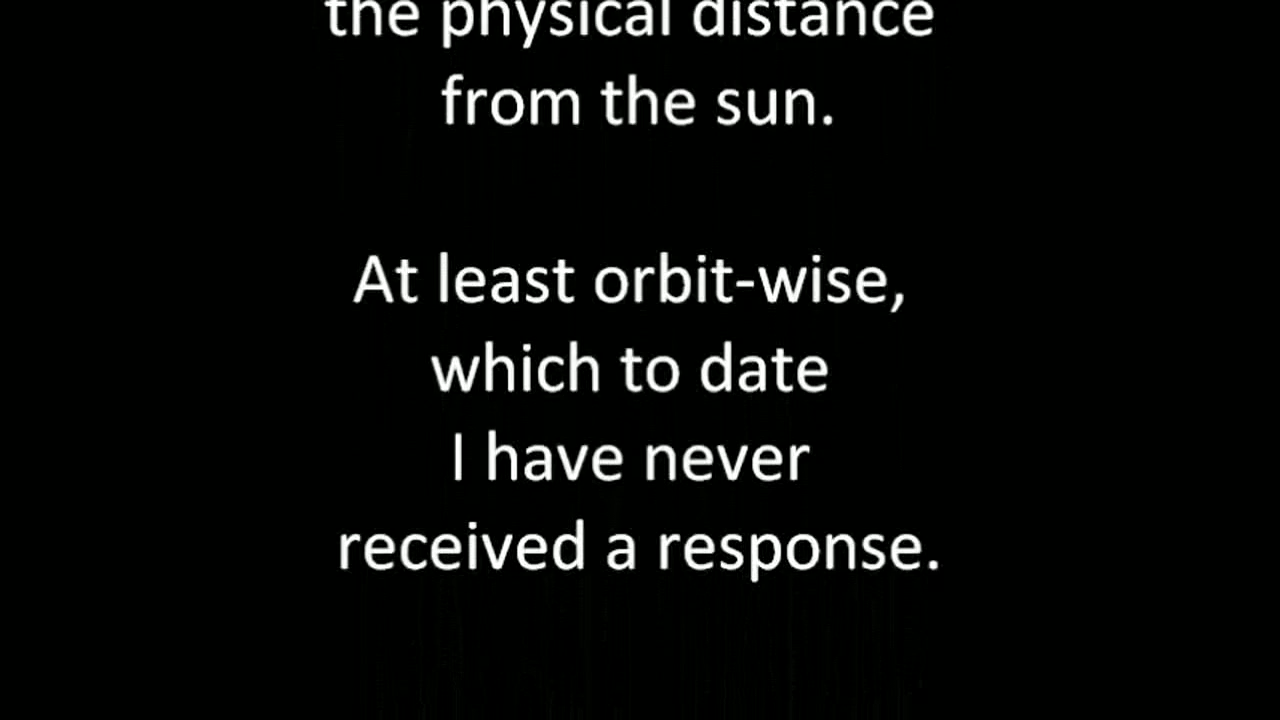 the physical distance
from the sun.
At least orbit-wise,
which to date
I have never
received a response.